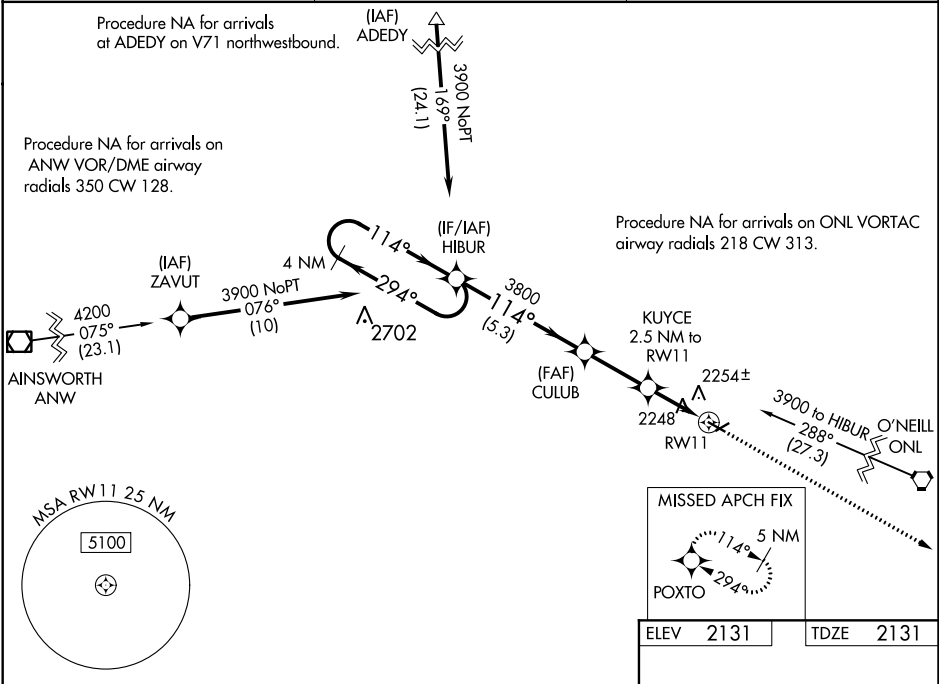 Procedure NA for arrivals
at ADEDY on V71 northwestbound.
(IAF)
ADEDY
3900 NoPT
169°
(24.1)
Procedure NA for arrivals on
ANW VOR/DME airway
radials 350 CW 128.
Procedure NA for arrivals on ONL VORTAC
airway radials 218 CW 313.
(IF/IAF)
HIBUR
114°
294°
4 NM
(IAF)
ZAVUT
3900 NoPT
076°
(10)
4200
075°
(23.1)
AINSWORTH
ANW
2702
3800
114°
(5.3)
(FAF)
CULUB
KUYCE
2.5 NM to
RW11
2254±
2248
RW11
3900 to HIBUR
288°
(27.3)
O'NEILL
ONL
MSA RW11 25 NM
5100
MISSED APCH FIX
5 NM
114°
294°
POXTO
ELEV 2131
TDZE 2131